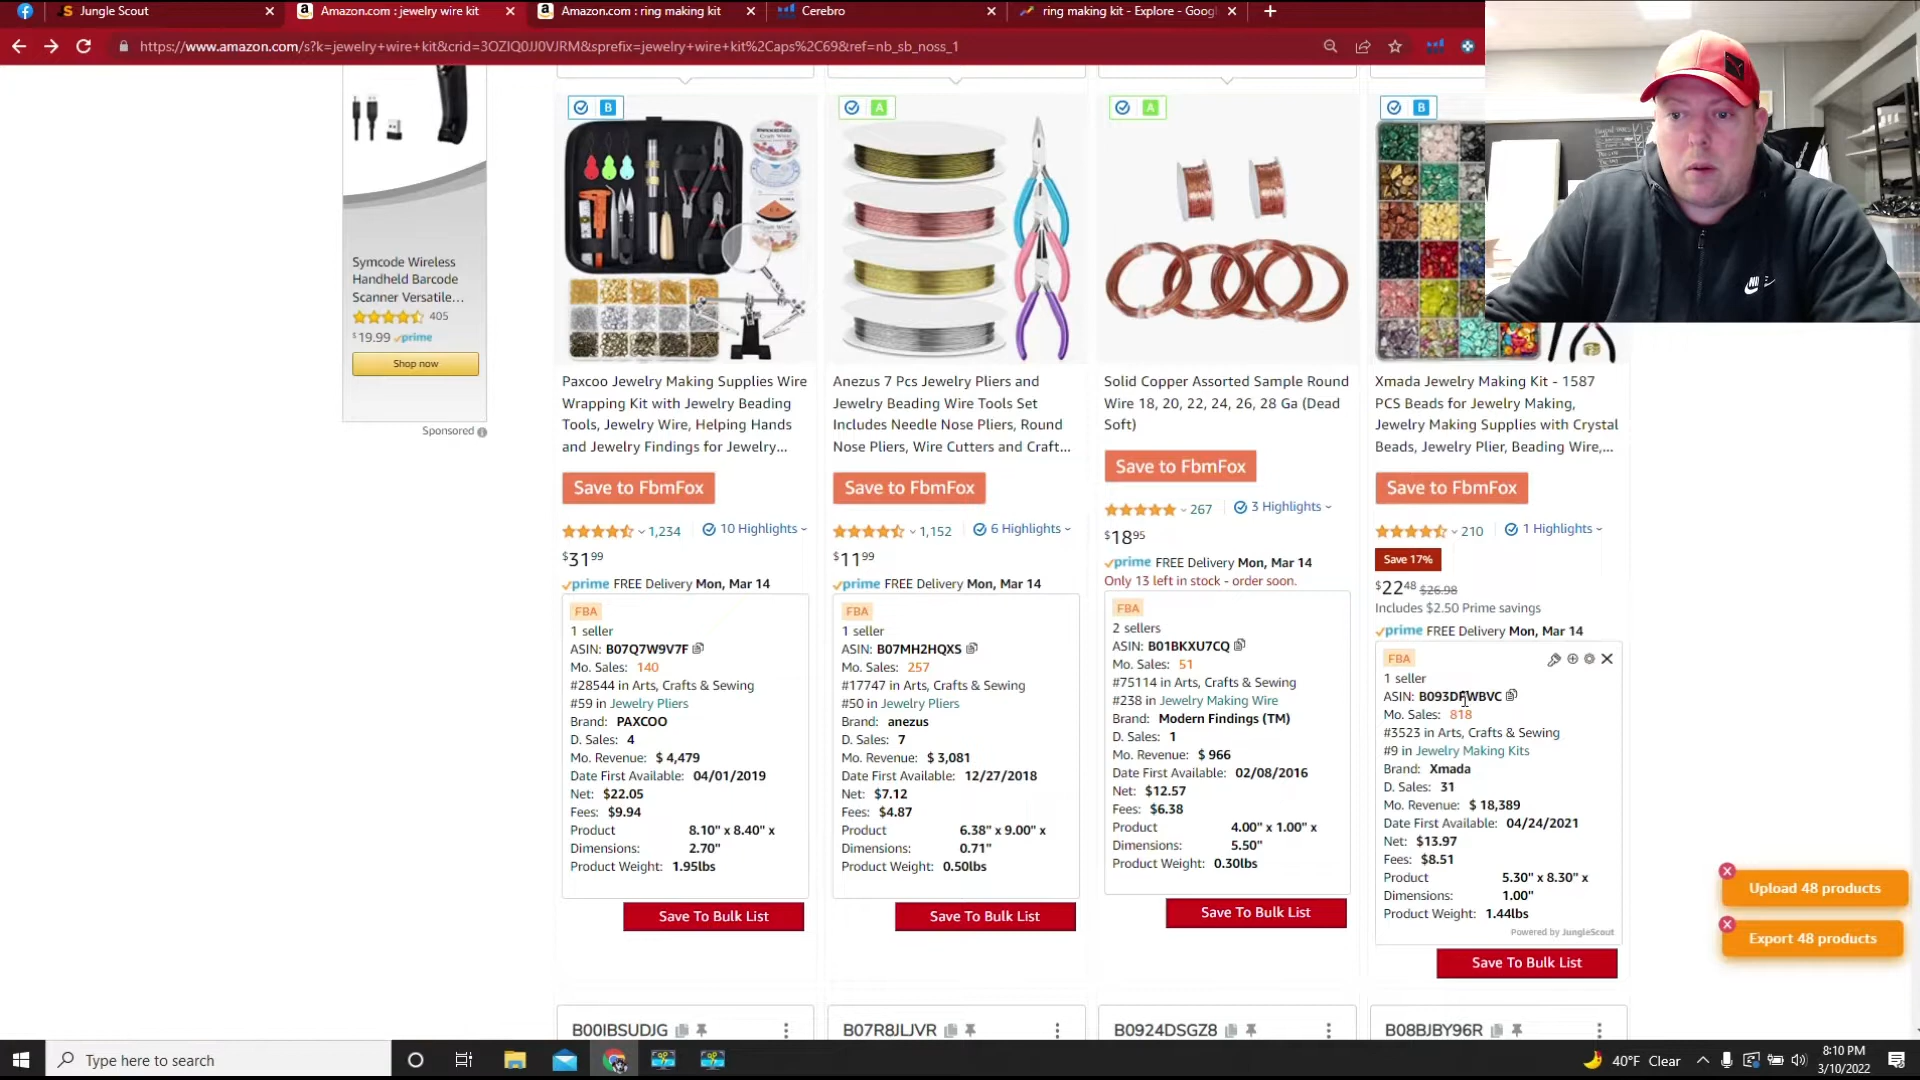 Jungle Scout
Amazon.com : jewelry wire kit
Amazon.com : ring making kit
Cerebro
ring making kit - Explore - Goog
https://www.amazon.com/s?k=jewelry+wire+kit&crid=3OZIQ0JJ0VJRM&sprefix=jewelry+wire+kit%2Caps%2C69&ref=nb_sb_noss_1
Symcode Wireless
Handheld Barcode
Scanner Versatile...
405
$19.99 prime
Shop now
Sponsored
B
Paxcoo Jewelry Making Supplies Wire
Wrapping Kit with Jewelry Beading
Tools, Jewelry Wire, Helping Hands
and Jewelry Findings for Jewelry...
Save to FbmFox
1,234
10 Highlights
$31 99
prime FREE Delivery Mon, Mar 14
FBA
1 seller
ASIN: B07Q7W9V7F
Mo. Sales: 140
#28544 in Arts, Crafts & Sewing
#59 in Jewelry Pliers
Brand: PAXCOO
D. Sales: 4
Mo. Revenue: $ 4,479
Date First Available: 04/01/2019
Net: $22.05
Fees: $9.94
Product 8.10" x 8.40" x
Dimensions: 2.70"
Product Weight: 1.95lbs
Save To Bulk List
A
Anezus 7 Pcs Jewelry Pliers and
Jewelry Beading Wire Tools Set
Includes Needle Nose Pliers, Round
Nose Pliers, Wire Cutters and Craft...
Save to FbmFox
1,152
6 Highlights
$11 99
prime FREE Delivery Mon, Mar 14
FBA
1 seller
ASIN: B07MH2HQXS
Mo. Sales: 257
#17747 in Arts, Crafts & Sewing
#50 in Jewelry Pliers
Brand: anezus
D. Sales: 7
Mo. Revenue: $ 3,081
Date First Available: 12/27/2018
Net: $7.12
Fees: $4.87
Product 6.38" x 9.00" x
Dimensions: 0.71"
Product Weight: 0.50lbs
Save To Bulk List
A
Solid Copper Assorted Sample Round
Wire 18, 20, 22, 24, 26, 28 Ga (Dead
Soft)
Save to FbmFox
267
3 Highlights
$18 95
prime FREE Delivery Mon, Mar 14
Only 13 left in stock - order soon.
FBA
2 sellers
ASIN: B01BKXU7CQ
Mo. Sales: 51
#75114 in Arts, Crafts & Sewing
#238 in Jewelry Making Wire
Brand: Modern Findings (TM)
D. Sales: 1
Mo. Revenue: $ 966
Date First Available: 02/08/2016
Net: $12.57
Fees: $6.38
Product 4.00" x 1.00" x
Dimensions: 5.50"
Product Weight: 0.30lbs
Save To Bulk List
B
Xmada Jewelry Making Kit - 1587
PCS Beads for Jewelry Making,
Jewelry Making Supplies with Crystal
Beads, Jewelry Plier, Beading Wire,...
Save to FbmFox
210
1 Highlights
Save 17%
$22 48 $26.98
Includes $2.50 Prime savings
prime FREE Delivery Mon, Mar 14
FBA
1 seller
ASIN: B093DFWBVC
Mo. Sales: 818
#3523 in Arts, Crafts & Sewing
#9 in Jewelry Making Kits
Brand: Xmada
D. Sales: 31
Mo. Revenue: $ 18,389
Date First Available: 04/24/2021
Net: $13.97
Fees: $8.51
Product 5.30" x 8.30" x
Dimensions: 1.00"
Product Weight: 1.44lbs
Powered by JungleScout
Save To Bulk List
Upload 48 products
Export 48 products
B00IBSUDJG
B07R8JLJVR
B0924DSGZ8
B08BJBY96R
Type here to search
40°F Clear
8:10 PM
3/10/2022